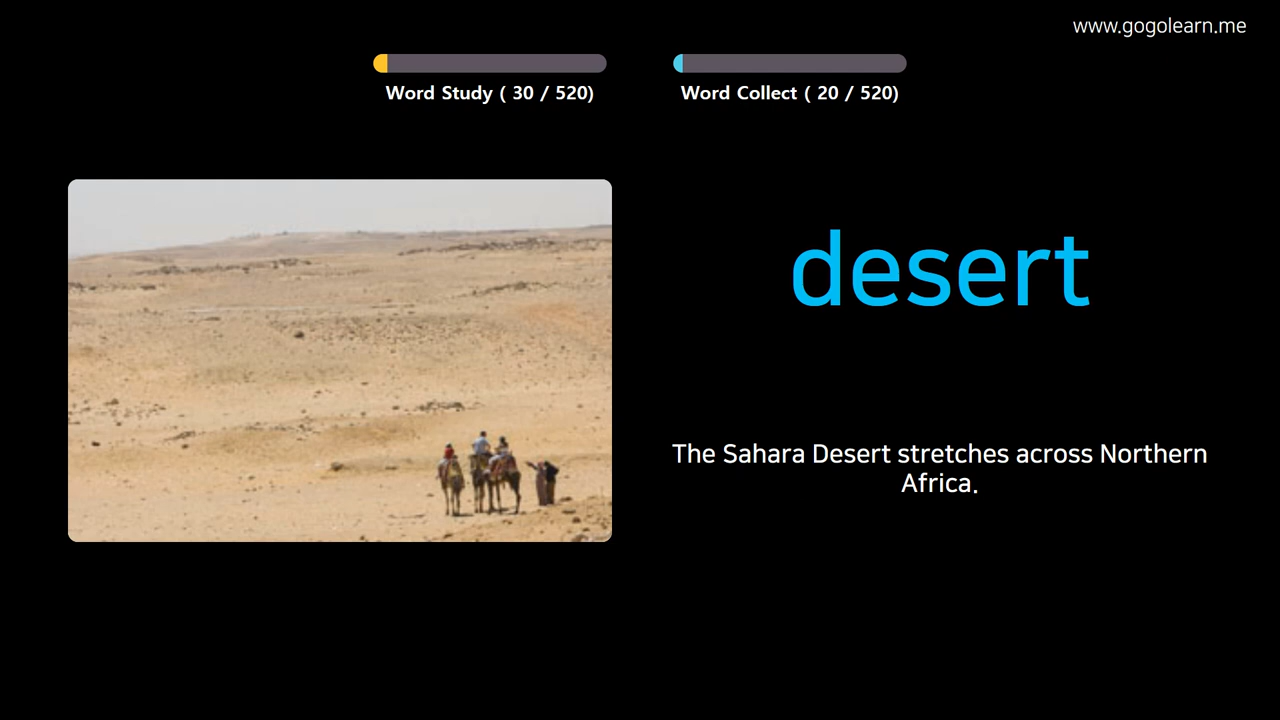 www.gogolearn.me
Word Study ( 30 / 520)
Word Collect ( 20 / 520)
desert
The Sahara Desert stretches across Northern
Africa.